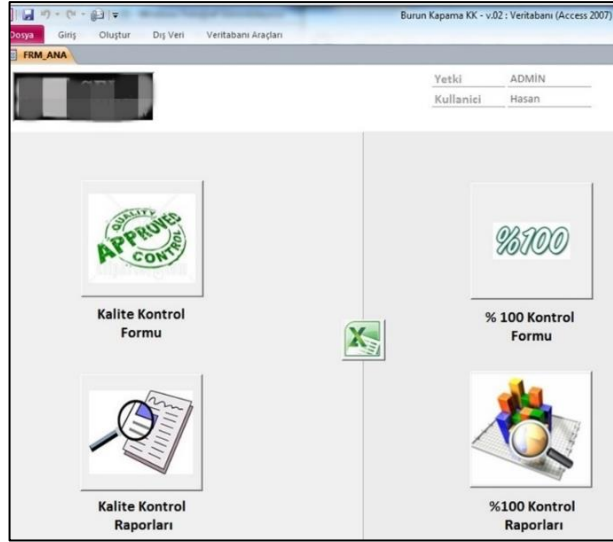 Burun Kapama KK - v.02 : Veritabanı (Access 2007)
Dosya Giriş Oluştur Dış Veri Veritabanı Araçları
FRM_ANA
Yetki ADMİN
Kullanici Hasan
QUALITY
APPROVED
CONTROL
%100
Kalite Kontrol
Formu
% 100 Kontrol
Formu
Kalite Kontrol
Raporları
%100 Kontrol
Raporları